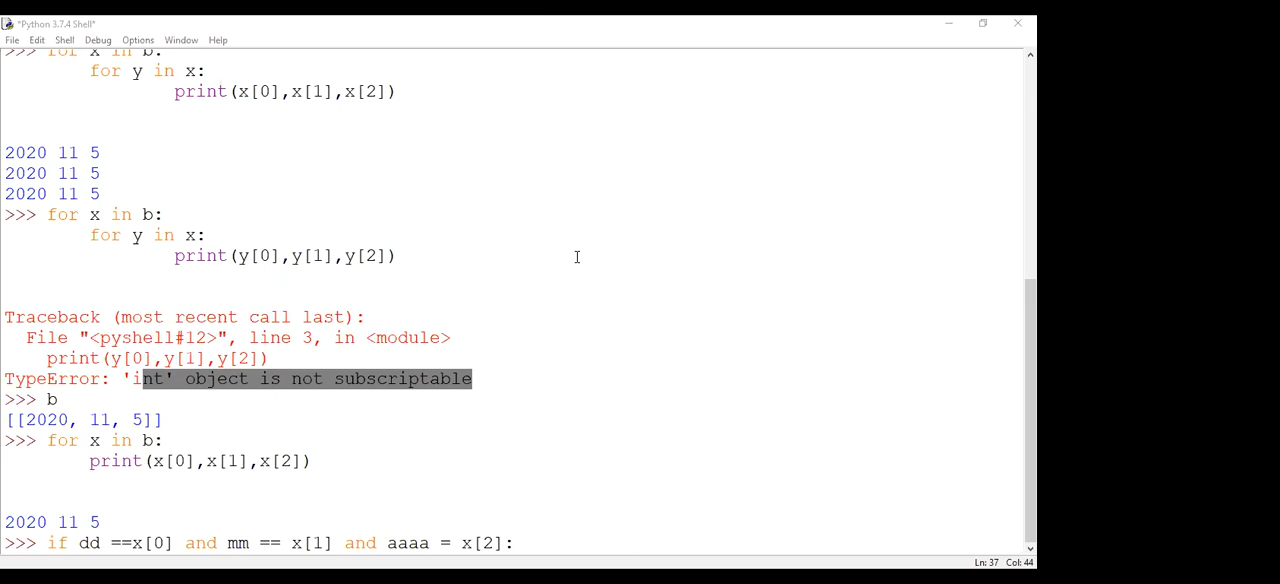 *Python 3.7.4 Shell*
File Edit Shell Debug Options Window Help
>>> for x in b:
for y in x:
print(x[0],x[1],x[2])
2020 11 5
2020 11 5
2020 11 5
>>> for x in b:
for y in x:
print(y[0],y[1],y[2])
Traceback (most recent call last):
File "<pyshell#12>", line 3, in <module>
print(y[0],y[1],y[2])
TypeError: 'int' object is not subscriptable
>>> b
[[2020, 11, 5]]
>>> for x in b:
print(x[0],x[1],x[2])
2020 11 5
>>> if dd ==x[0] and mm == x[1] and aaaa = x[2]:
Ln: 37 Col: 44